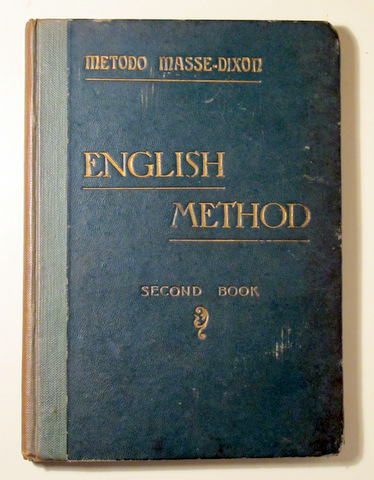 METODO MASSE-DIXON
ENGLISH
METHOD
SECOND BOOK